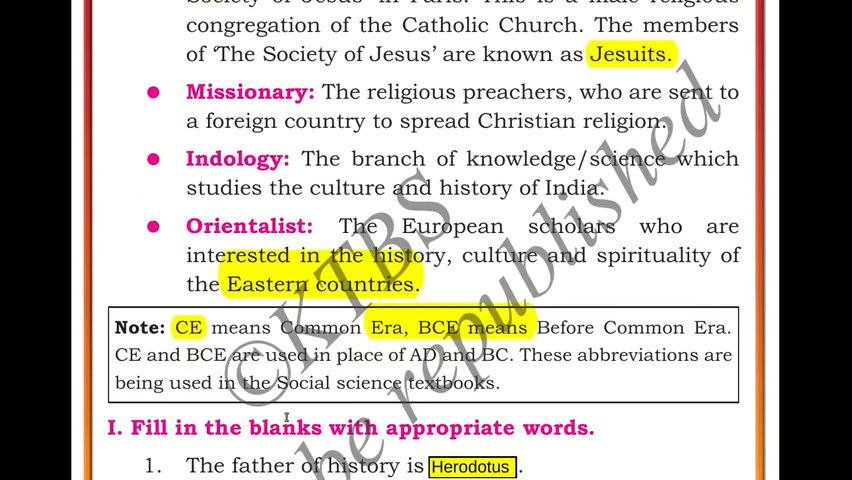 Society of Jesus' in Paris. This is a male religious
congregation of the Catholic Church. The members
of 'The Society of Jesus' are known as Jesuits.
● Missionary: The religious preachers, who are sent to
a foreign country to spread Christian religion.
● Indology: The branch of knowledge/science which
studies the culture and history of India.
● Orientalist: The European scholars who are
interested in the history, culture and spirituality of
the Eastern countries.
Note: CE means Common Era, BCE means Before Common Era.
CE and BCE are used in place of AD and BC. These abbreviations are
being used in the Social science textbooks.
I. Fill in the blanks with appropriate words.
1. The father of history is Herodotus .
©KTBS
be republished